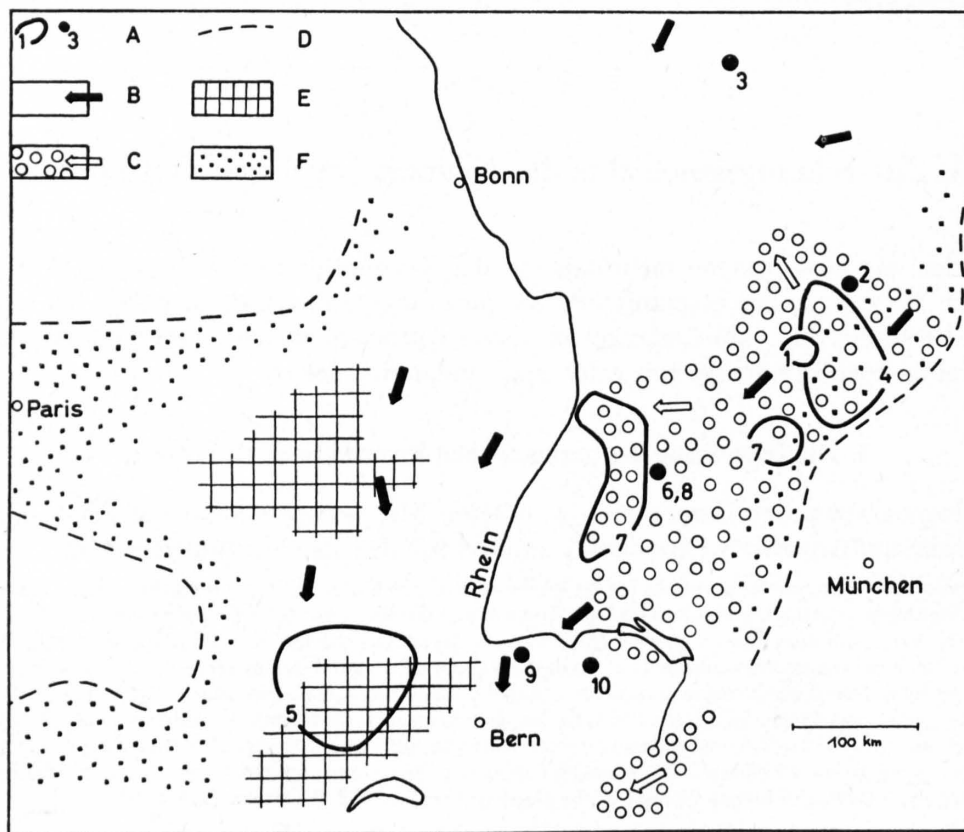 1 3 A D
B E
C F
3
Bonn
2
1
4
Paris
7
6,8
7
Rhein
München
9
10
5
Bern
100 km